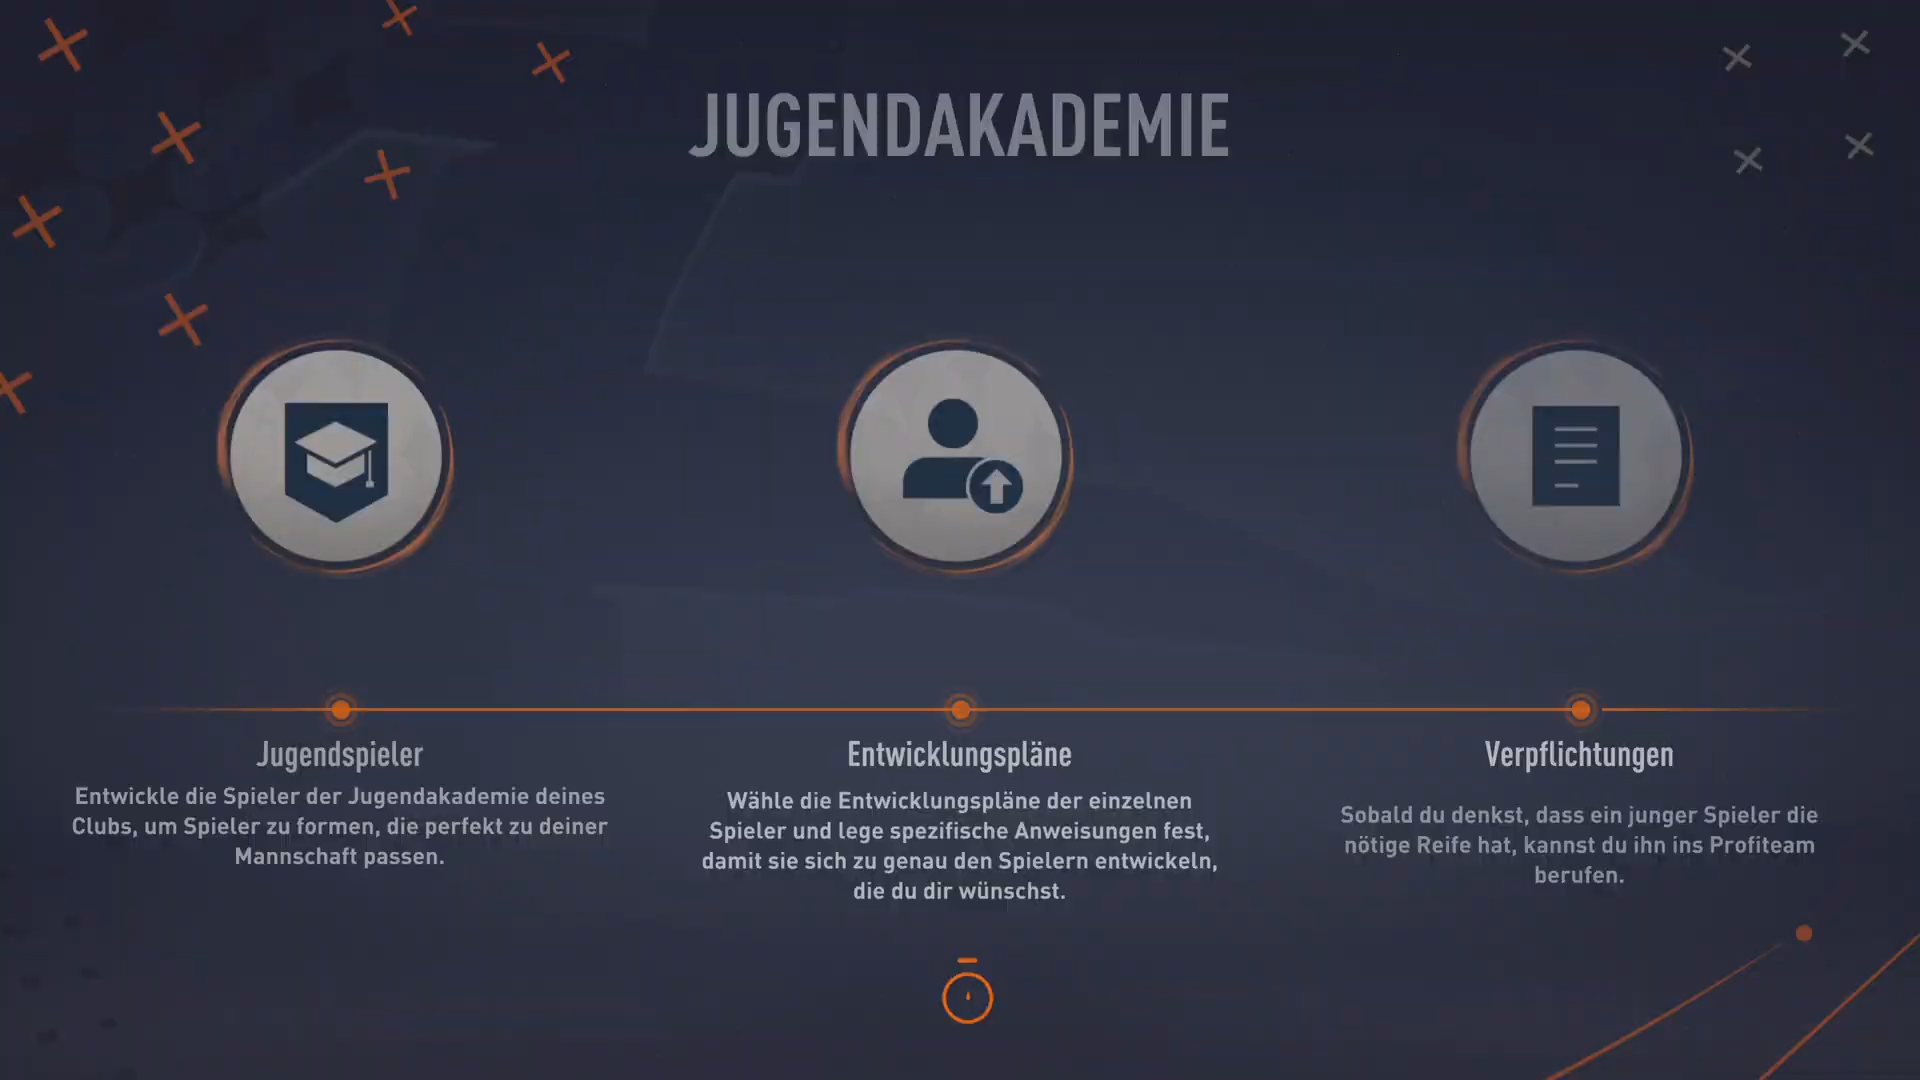 JUGENDAKADEMIE
Jugendspieler
Entwickle die Spieler der Jugendakademie deines
Clubs, um Spieler zu formen, die perfekt zu deiner
Mannschaft passen.
Entwicklungspläne
Wähle die Entwicklungspläne der einzelnen
Spieler und lege spezifische Anweisungen fest,
damit sie sich zu genau den Spielern entwickeln,
die du dir wünschst.
Verpflichtungen
Sobald du denkst, dass ein junger Spieler die
nötige Reife hat, kannst du ihn ins Profiteam
berufen.